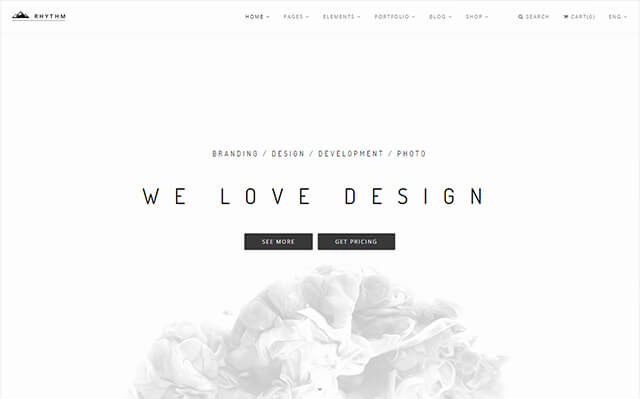 RHYTHM
HOME PAGES ELEMENTS PORTFOLIO BLOG SHOP SEARCH CART(0) ENG
BRANDING / DESIGN / DEVELOPMENT / PHOTO
WE LOVE DESIGN
SEE MORE GET PRICING